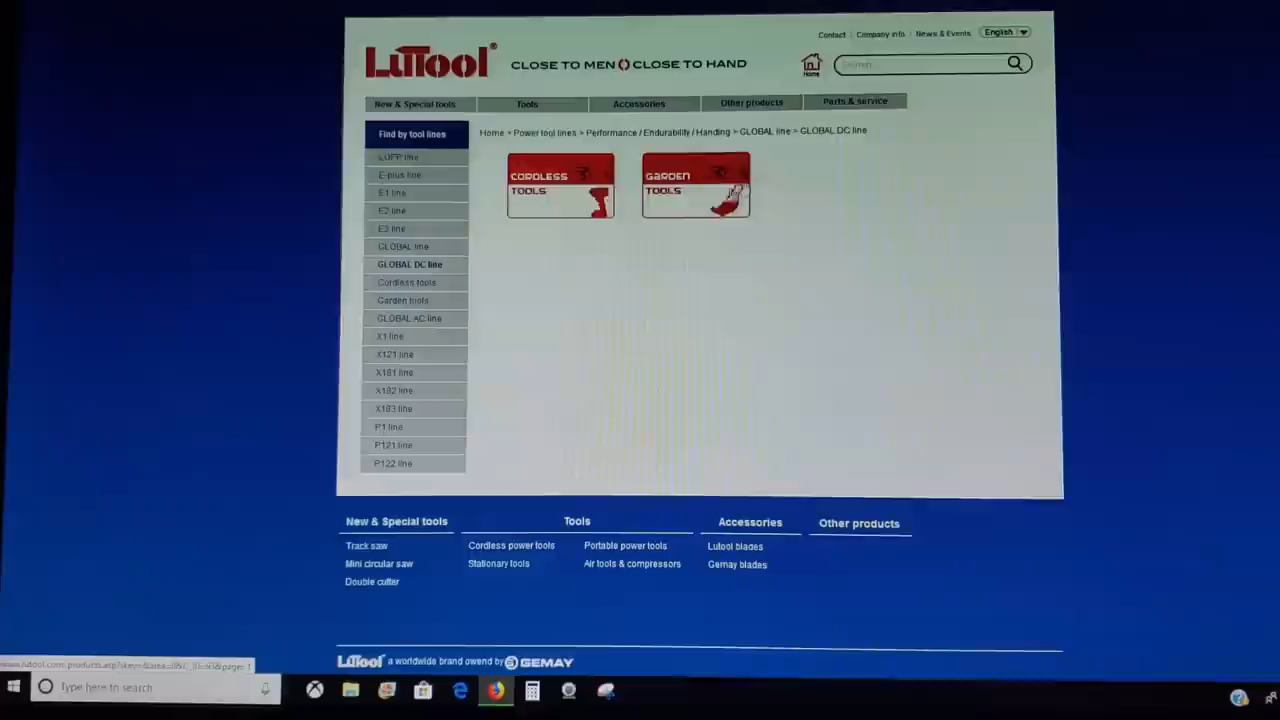 Contact Company info News & Events English
LUTool® CLOSE TO MEN CLOSE TO HAND
Home Search...
New & Special tools Tools Accessories Other products Parts & service
Find by tool lines
Home > Power tool lines > Performance / Endurability / Handing > GLOBAL line > GLOBAL DC line
E-plus line
E1 line
E2 line
E3 line
GLOBAL line
GLOBAL DC line
Cordless tools
Garden tools
GLOBAL AC line
X1 line
X121 line
X181 line
X182 line
X183 line
P1 line
P121 line
P122 line
CORDLESS
TOOLS
GARDEN
TOOLS
New & Special tools
Track saw
Mini circular saw
Double cutter
Tools
Cordless power tools Portable power tools
Stationary tools Air tools & compressors
Accessories
Lutool blades
Gemay blades
Other products
LUTool a worldwide brand owend by GEMAY
Type here to search